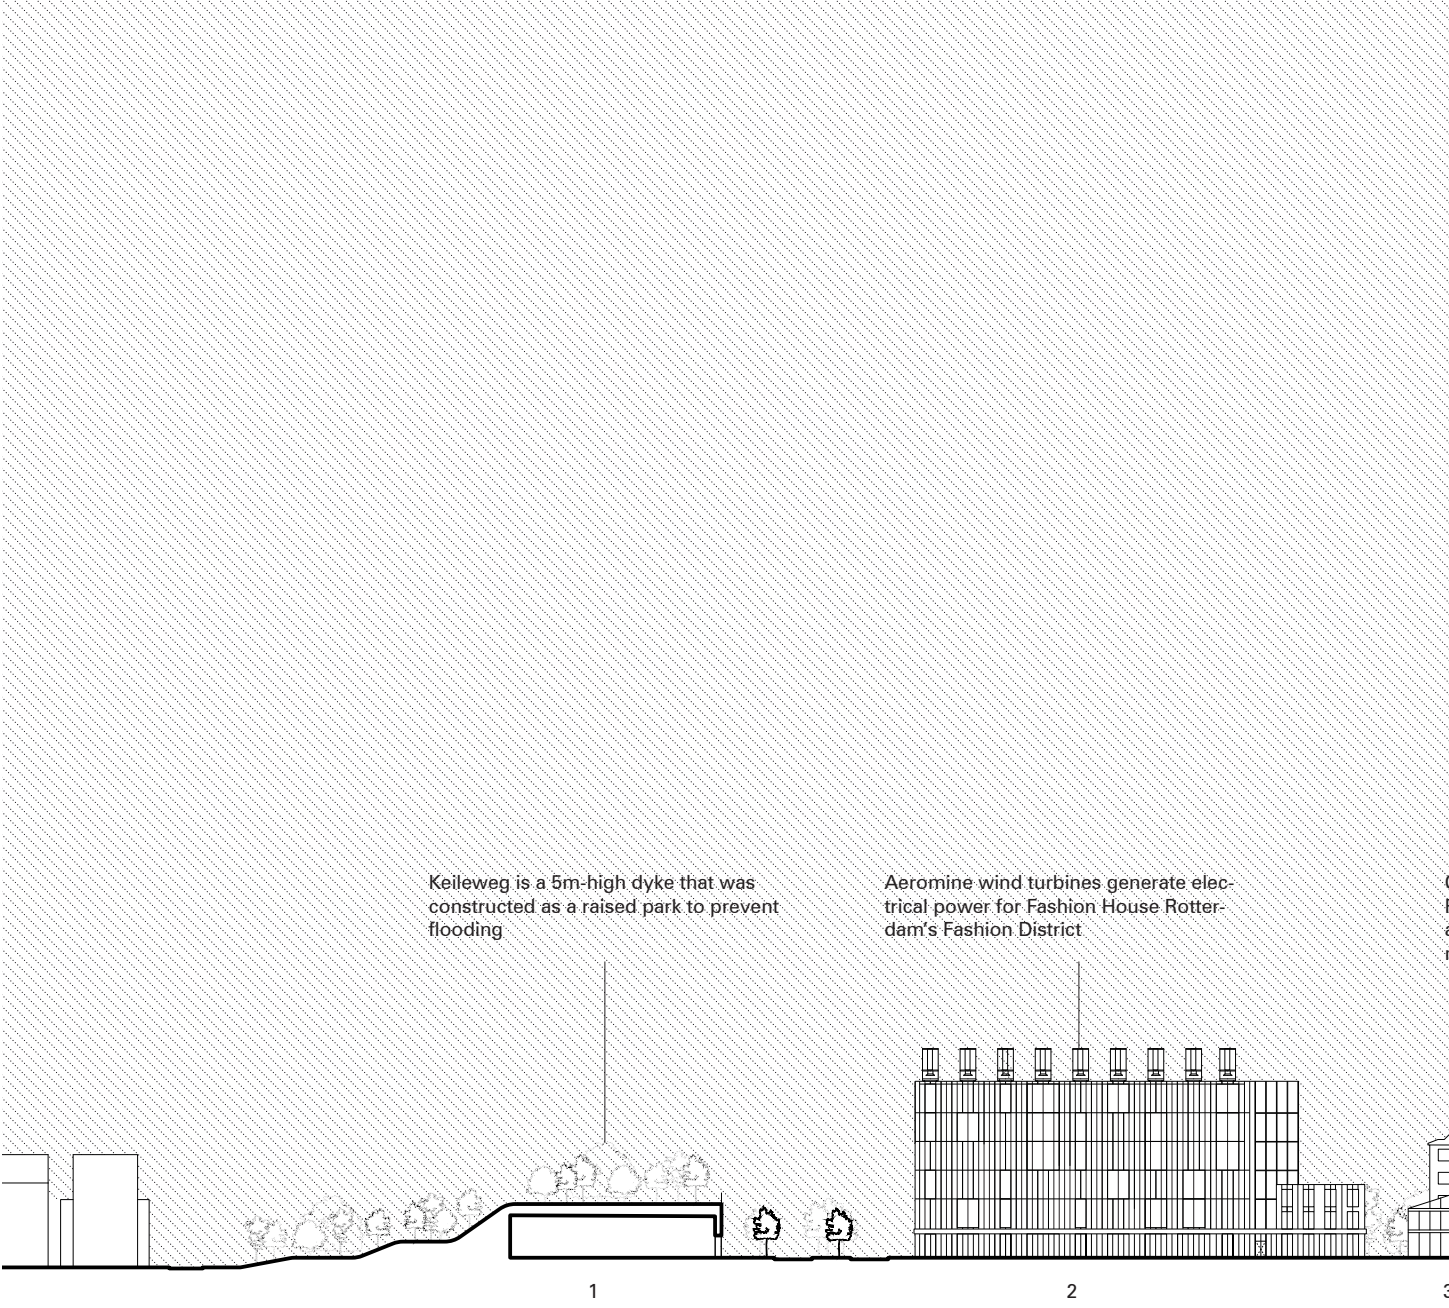 Keileweg is a 5m-high dyke that was
constructed as a raised park to prevent
flooding
Aeromine wind turbines generate elec-
trical power for Fashion House Rotter-
dam's Fashion District
1
2
3